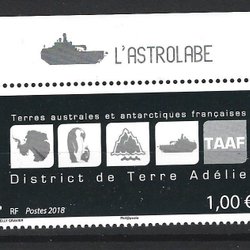 L'ASTROLABE
Terres australes et antarctiques françaises
TAAF
District de Terre Adélie
RF Postes 2018 1,00 €